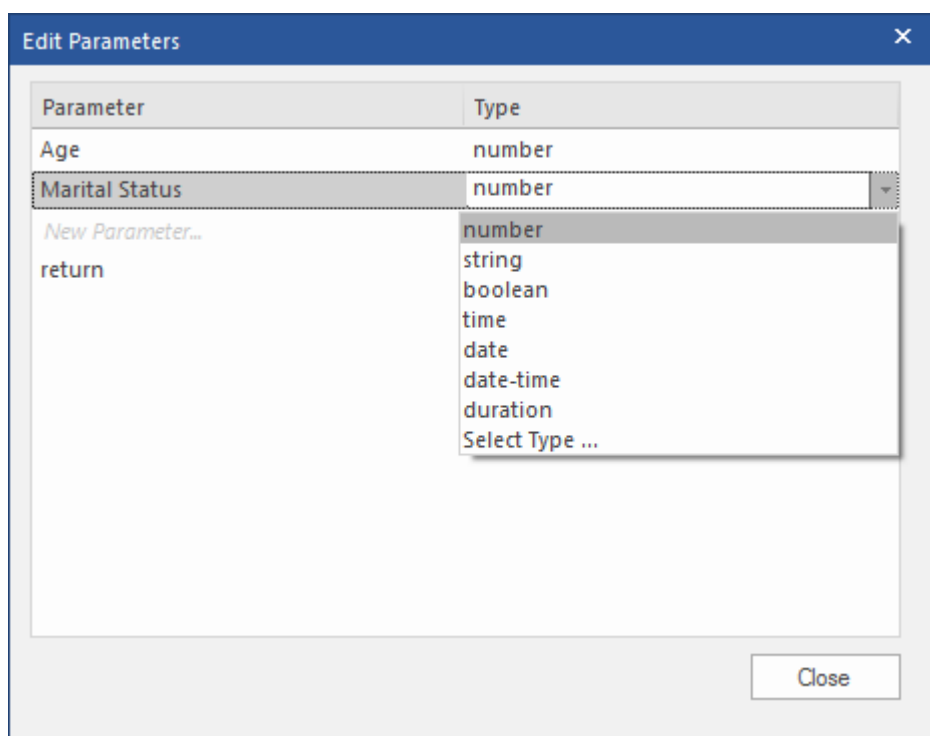 Edit Parameters
Parameter Type
Age number
Marital Status number
New Parameter... number
return string
boolean
time
date
date-time
duration
Select Type ...
Close